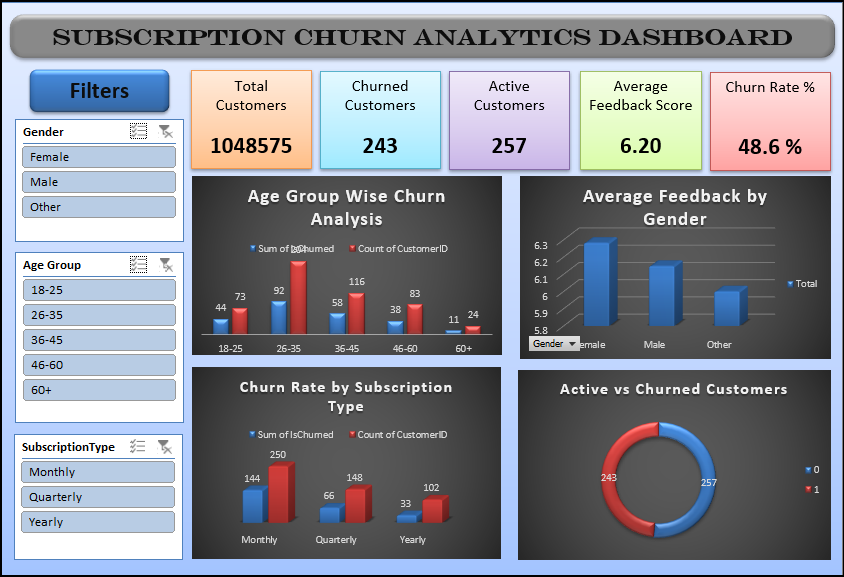 SUBSCRIPTION CHURN ANALYTICS DASHBOARD
Filters
Gender
Female
Male
Other
Age Group
18-25
26-35
36-45
46-60
60+
SubscriptionType
Monthly
Quarterly
Yearly
Total
Customers
1048575
Churned
Customers
243
Active
Customers
257
Average
Feedback Score
6.20
Churn Rate %
48.6 %
Age Group Wise Churn
Analysis
Sum of IsChurned
Count of CustomerID
44 73 92 58 116 38 83 11 24
18-25 26-35 36-45 46-60 60+
Average Feedback by
Gender
6.3
6.2
6.1
6
5.9
5.8
Total
Gender
emale Male Other
Churn Rate by Subscription
Type
Sum of IsChurned
Count of CustomerID
144 250 66 148 33 102
Monthly Quarterly Yearly
Active vs Churned Customers
243
257
0
1